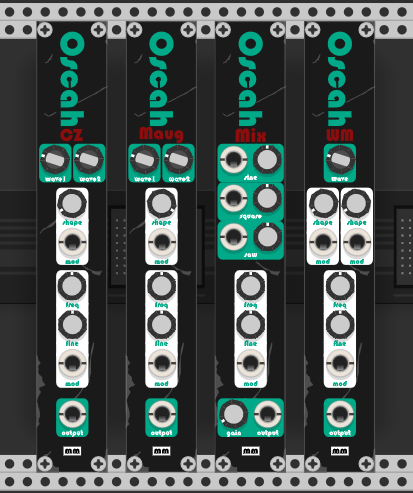 Oscah
CZ
wave1 wave2
shape
mod
freq
fine
mod
output
mm
Oscah
Maug
wave1 wave2
shape
mod
freq
fine
mod
output
mm
Oscah
Mix
sine
square
saw
freq
fine
mod
gain output
mm
Oscah
WM
wave
shape shape
mod mod
freq
fine
mod
output
mm